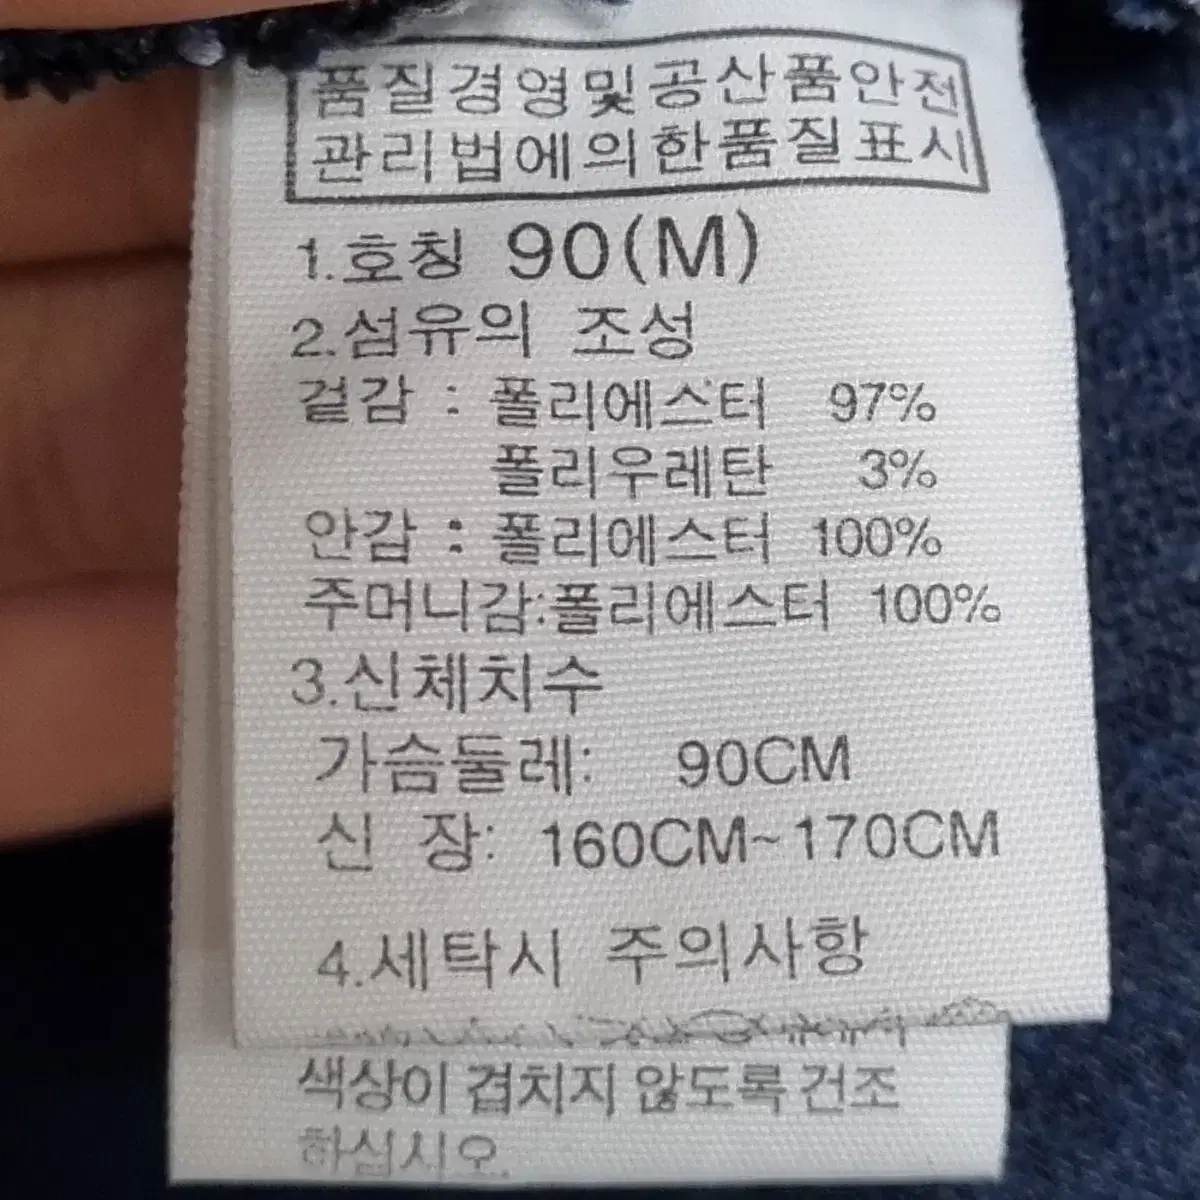 품질경영및공산품안전
관리법에의한품질표시
1.호칭 90(M)
2.섬유의 조성
겉감 : 폴리에스터 97%
폴리우레탄 3%
안감 : 폴리에스터 100%
주머니감:폴리에스터 100%
3.신체치수
가슴둘레: 90CM
신 장: 160CM~170CM
4.세탁시 주의사항
색상이 겹치지 않도록 건조
하십시오.